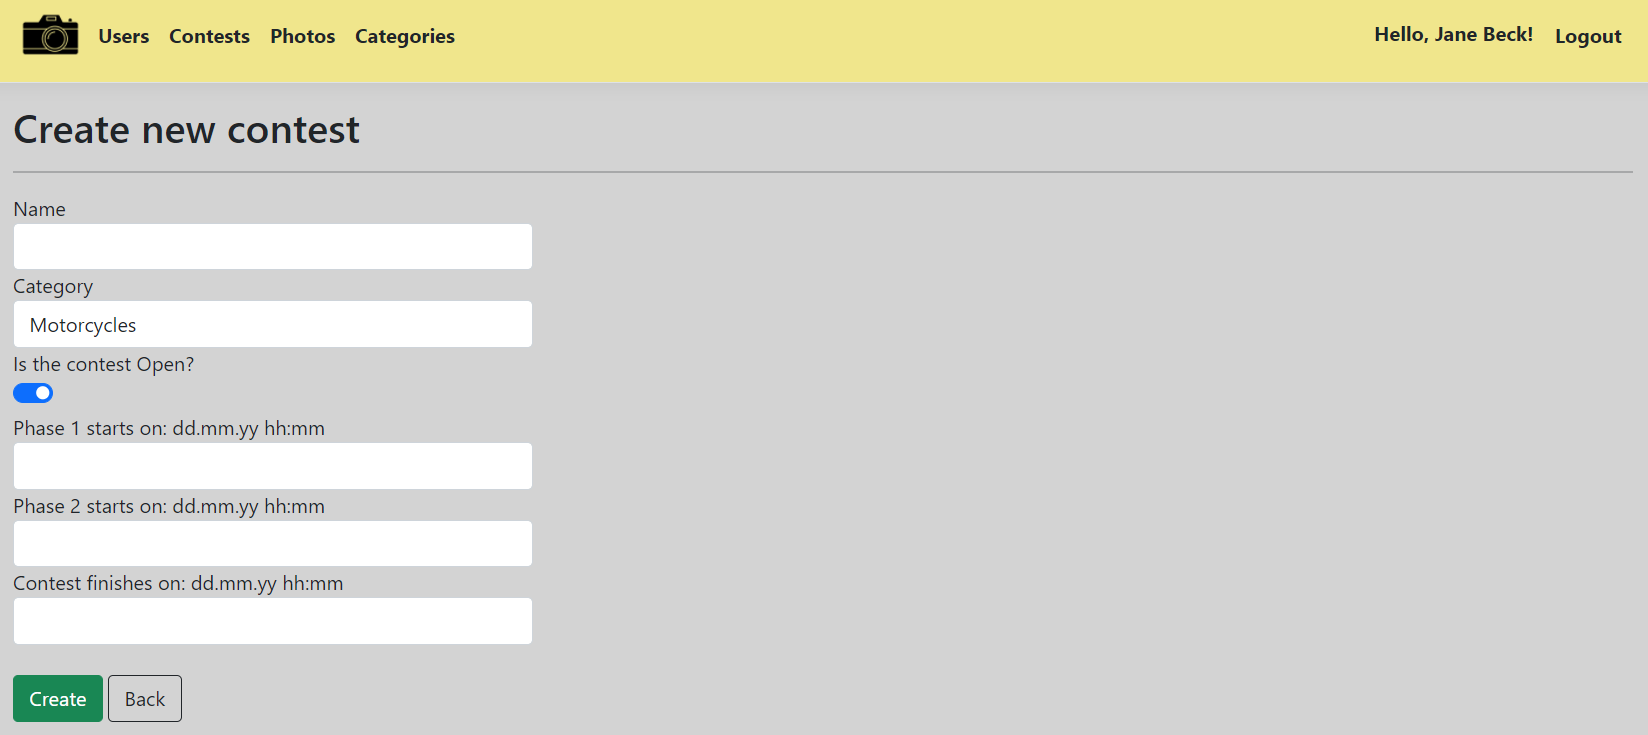 Users Contests Photos Categories Hello, Jane Beck! Logout
Create new contest
Name
Category
Motorcycles
Is the contest Open?
Phase 1 starts on: dd.mm.yy hh:mm
Phase 2 starts on: dd.mm.yy hh:mm
Contest finishes on: dd.mm.yy hh:mm
Create Back